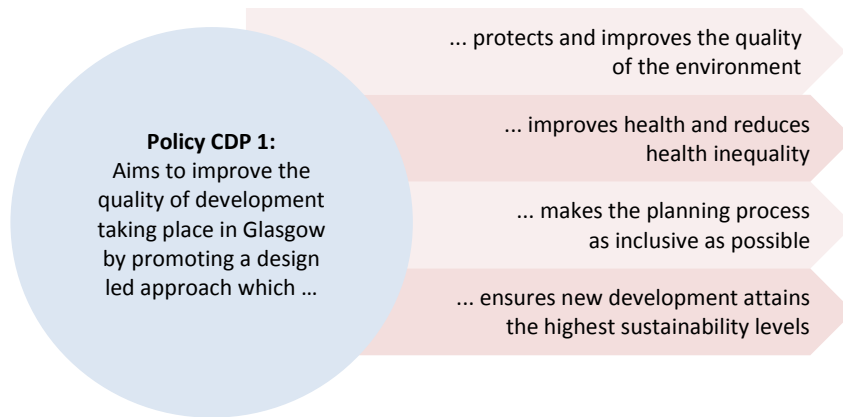 Policy CDP 1:
Aims to improve the
quality of development
taking place in Glasgow
by promoting a design
led approach which ...
... protects and improves the quality
of the environment
... improves health and reduces
health inequality
... makes the planning process
as inclusive as possible
... ensures new development attains
the highest sustainability levels